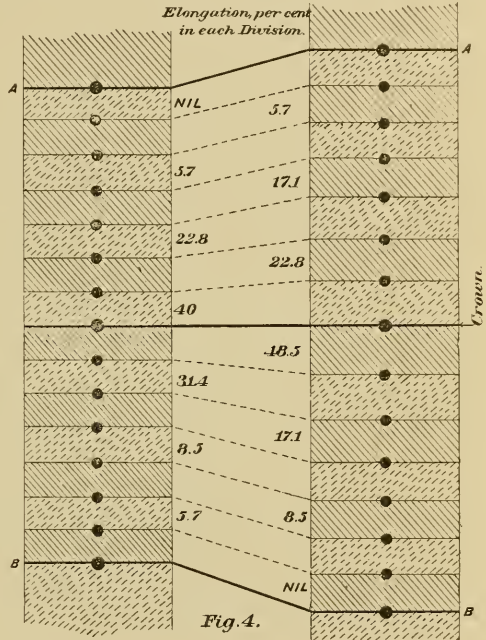 Elongation, per cent
in each Division.
A
A
NIL
5.7
5.7
17.1
22.8
22.8
40
Crown
48.5
31.4
17.1
8.5
5.7
8.5
NIL
B
B
Fig. 4.